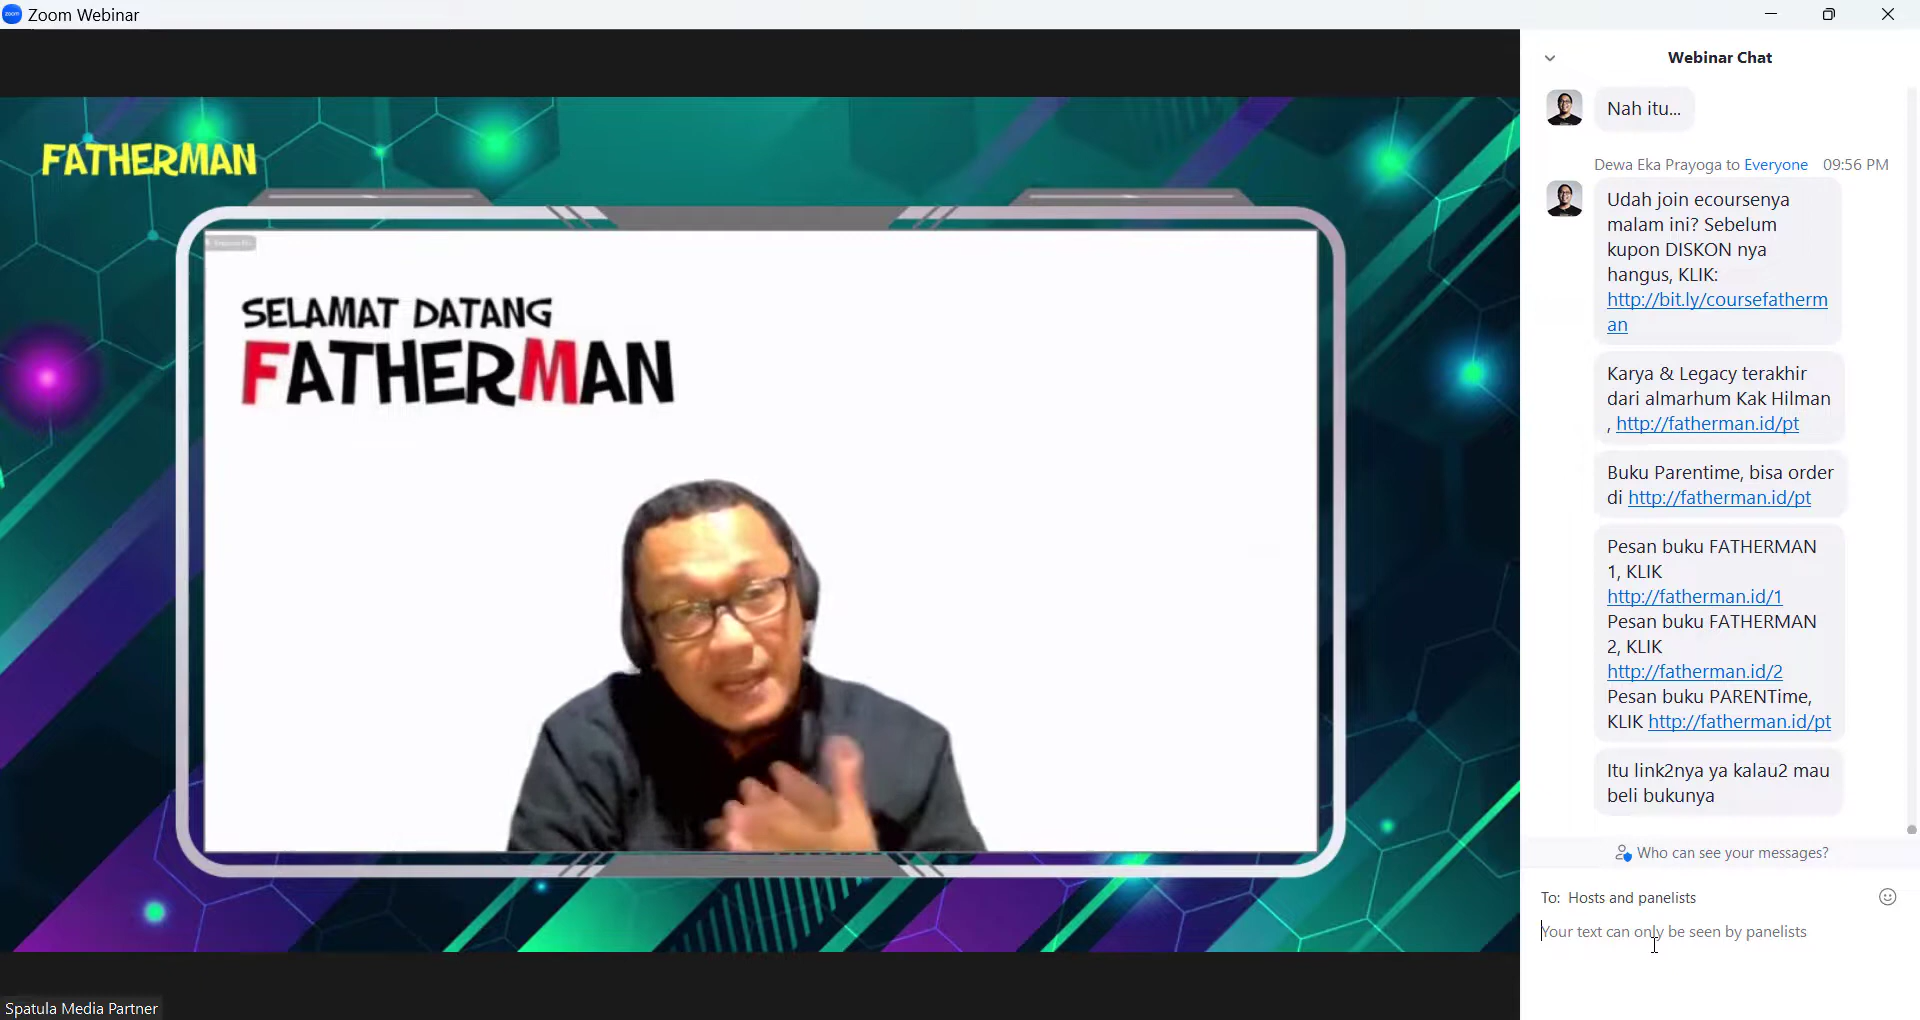 Zoom Webinar
FATHERMAN
SELAMAT DATANG
FATHERMAN
Spatula Media Partner
Webinar Chat
Nah itu...
Dewa Eka Prayoga to Everyone 09:56 PM
Udah join ecoursenya
malam ini? Sebelum
kupon DISKON nya
hangus, KLIK:
http://bit.ly/coursefatherm
an
Karya & Legacy terakhir
dari almarhum Kak Hilman
, http://fatherman.id/pt
Buku Parentime, bisa order
di http://fatherman.id/pt
Pesan buku FATHERMAN
1, KLIK
http://fatherman.id/1
Pesan buku FATHERMAN
2, KLIK
http://fatherman.id/2
Pesan buku PARENTime,
KLIK http://fatherman.id/pt
Itu link2nya ya kalau2 mau
beli bukunya
Who can see your messages?
To: Hosts and panelists
Your text can only be seen by panelists